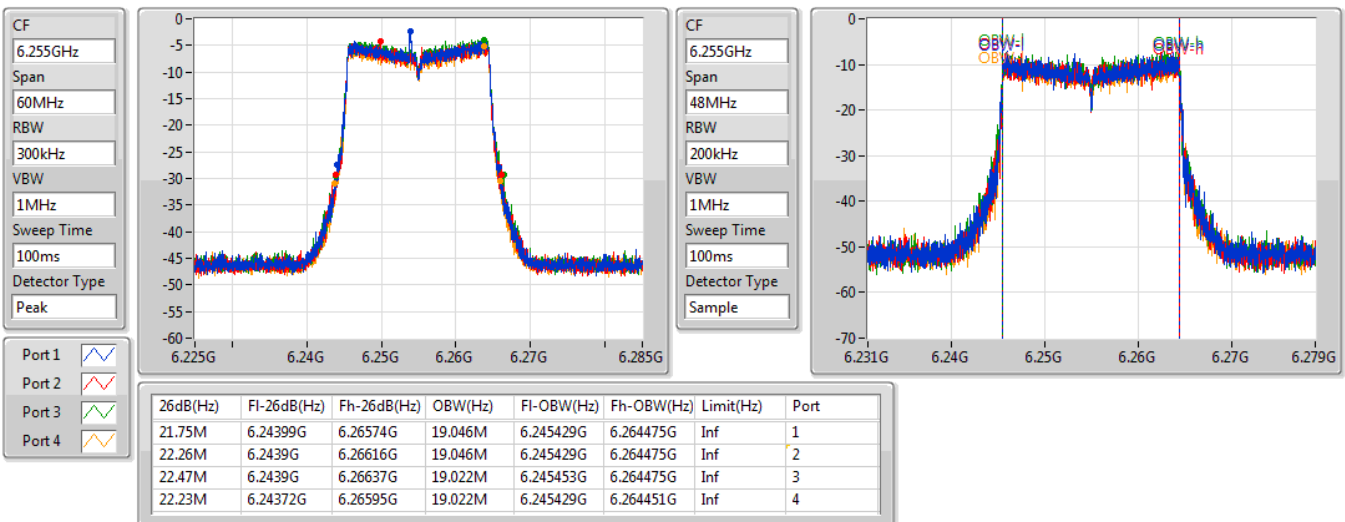 CF
6.255GHz
Span
60MHz
RBW
300kHz
VBW
1MHz
Sweep Time
100ms
Detector Type
Peak
0
-5
-10
-15
-20
-25
-30
-35
-40
-45
-50
-55
-60
6.225G 6.24G 6.25G 6.26G 6.27G 6.285G
CF
6.255GHz
Span
48MHz
RBW
200kHz
VBW
1MHz
Sweep Time
100ms
Detector Type
Sample
0
-10
-20
-30
-40
-50
-60
-70
OBW-l OBW-h
6.231G 6.24G 6.25G 6.26G 6.27G 6.279G
Port 1
Port 2
Port 3
Port 4
26dB(Hz) Fl-26dB(Hz) Fh-26dB(Hz) OBW(Hz) Fl-OBW(Hz) Fh-OBW(Hz) Limit(Hz) Port
21.75M 6.24399G 6.26574G 19.046M 6.245429G 6.264475G Inf 1
22.26M 6.2439G 6.26616G 19.046M 6.245429G 6.264475G Inf 2
22.47M 6.2439G 6.26637G 19.022M 6.245453G 6.264475G Inf 3
22.23M 6.24372G 6.26595G 19.022M 6.245429G 6.264451G Inf 4